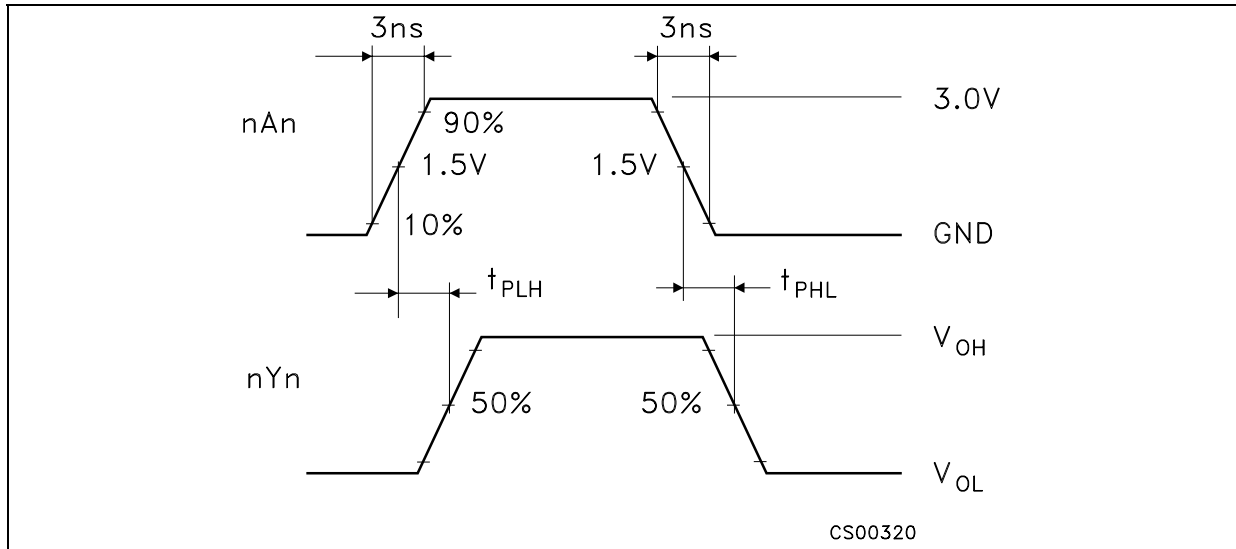 3ns 3ns
3.0V
nAn 90%
1.5V 1.5V
10%
GND
tPLH tPHL
VOH
nYn
50% 50%
VOL
CS00320